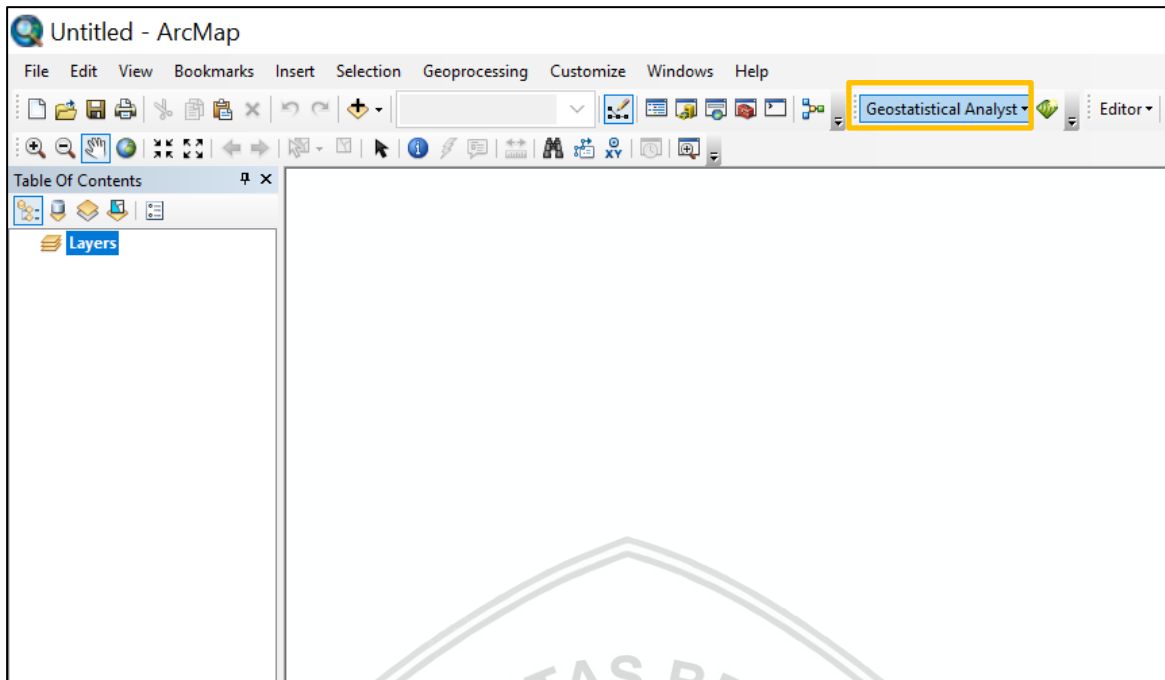 Untitled - ArcMap
File Edit View Bookmarks Insert Selection Geoprocessing Customize Windows Help
Geostatistical Analyst Editor
Table Of Contents
Layers
TAS